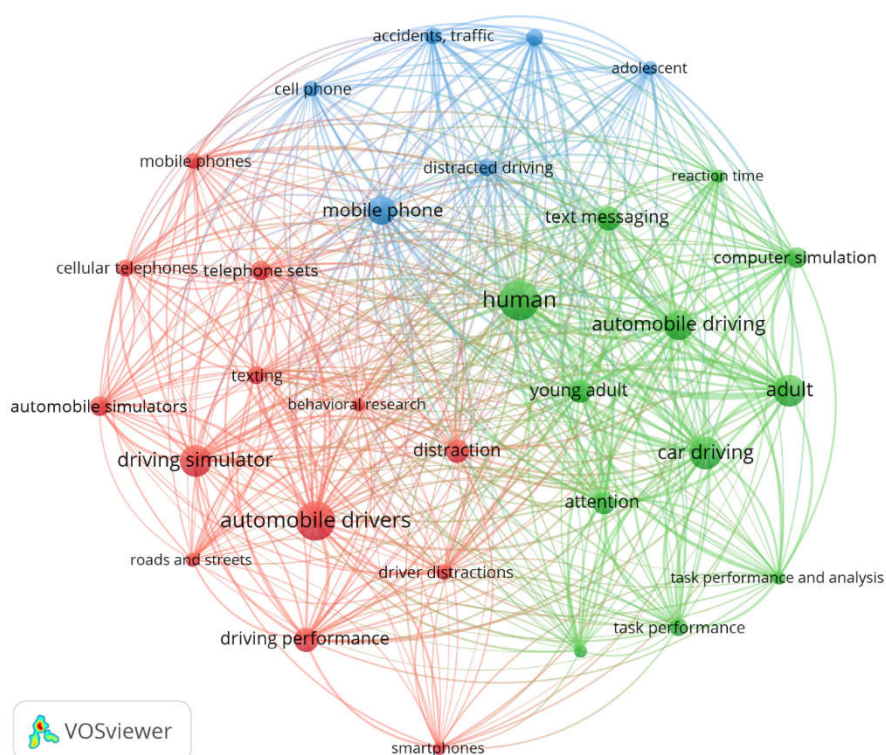 accidents, traffic
adolescent
cell phone
mobile phones
distracted driving
reaction time
mobile phone
text messaging
cellular telephones
telephone sets
computer simulation
human
automobile driving
texting
young adult
adult
automobile simulators
behavioral research
driving simulator
distraction
car driving
attention
automobile drivers
roads and streets
driver distractions
task performance and analysis
driving performance
task performance
VOSviewer
smartphones